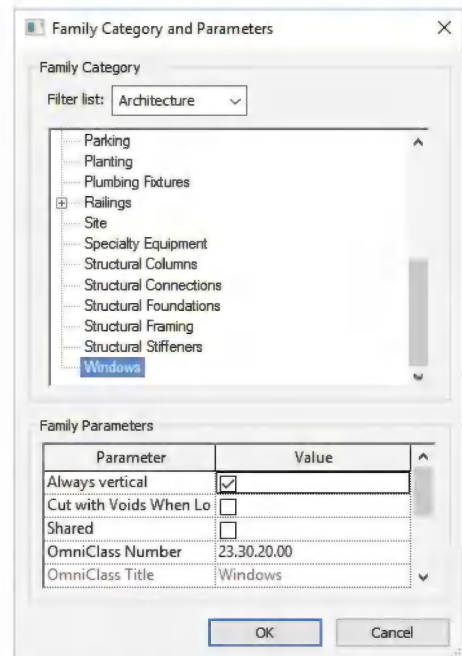 Family Category and Parameters
Family Category
Filter list: Architecture
Parking
Planting
Plumbing Fixtures
Railings
Site
Specialty Equipment
Structural Columns
Structural Connections
Structural Foundations
Structural Framing
Structural Stiffeners
Windows
Family Parameters
Parameter Value
Always vertical
Cut with Voids When Lo
Shared
OmniClass Number 23.30.20.00
OmniClass Title Windows
OK Cancel